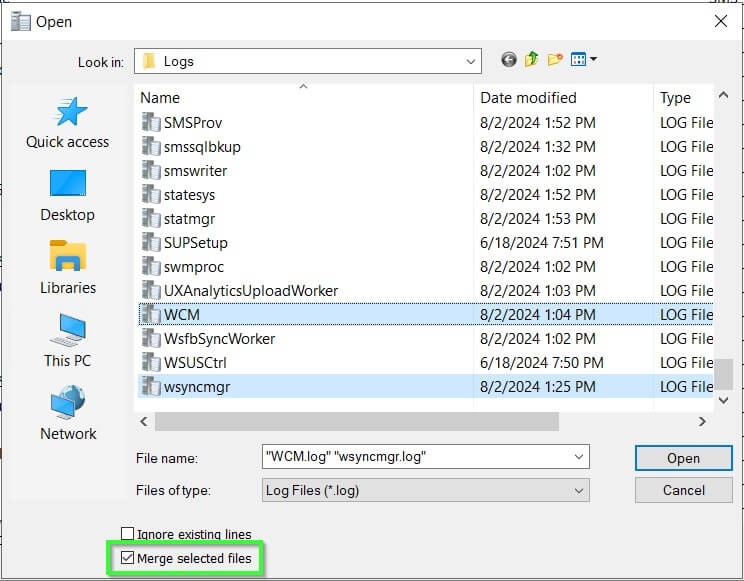 Open
Look in: Logs
Name Date modified Type
SMSProv 8/2/2024 1:52 PM LOG File
smssqlbkup 8/2/2024 1:32 PM LOG File
smswriter 8/2/2024 1:02 PM LOG File
statesys 8/2/2024 1:52 PM LOG File
statmgr 8/2/2024 1:53 PM LOG File
SUPSetup 6/18/2024 7:51 PM LOG File
swmproc 8/2/2024 1:02 PM LOG File
UXAnalyticsUploadWorker 8/2/2024 1:03 PM LOG File
WCM 8/2/2024 1:04 PM LOG File
WsfbSyncWorker 8/2/2024 1:02 PM LOG File
WSUSCtrl 6/18/2024 7:50 PM LOG File
wsyncmgr 8/2/2024 1:25 PM LOG File
Quick access
Desktop
Libraries
This PC
Network
File name: "WCM.log" "wsyncmgr.log" Open
Files of type: Log Files (*.log) Cancel
Ignore existing lines
Merge selected files